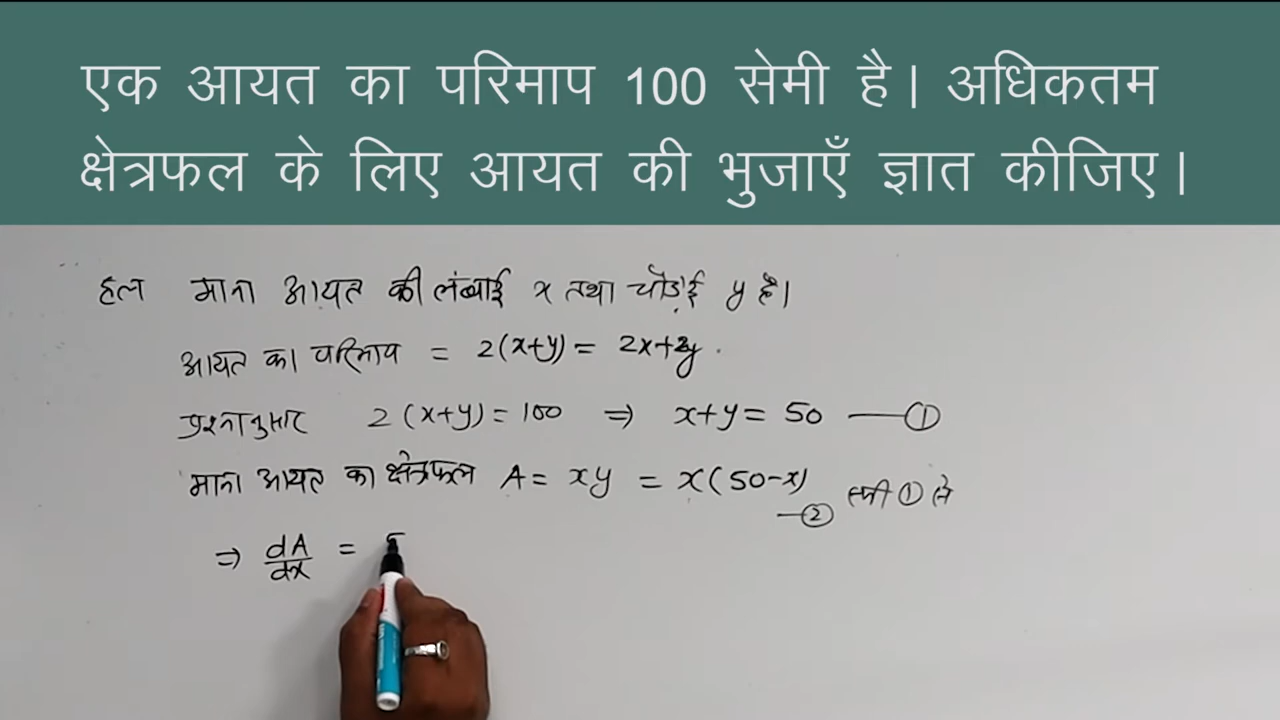 एक आयत का परिमाप 100 सेमी है। अधिकतम
क्षेत्रफल के लिए आयत की भुजाएँ ज्ञात कीजिए।
हल माना आयत की लंबाई x तथा चौड़ाई y है।
आयत का परिमाप = 2(x+y) = 2x+2y.
प्रश्नानुसार 2(x+y) = 100 ⇒ x+y = 50 —①
माना आयत का क्षेत्रफल A = xy = x(50-x) समी ① से
—②
⇒ dA/dx =